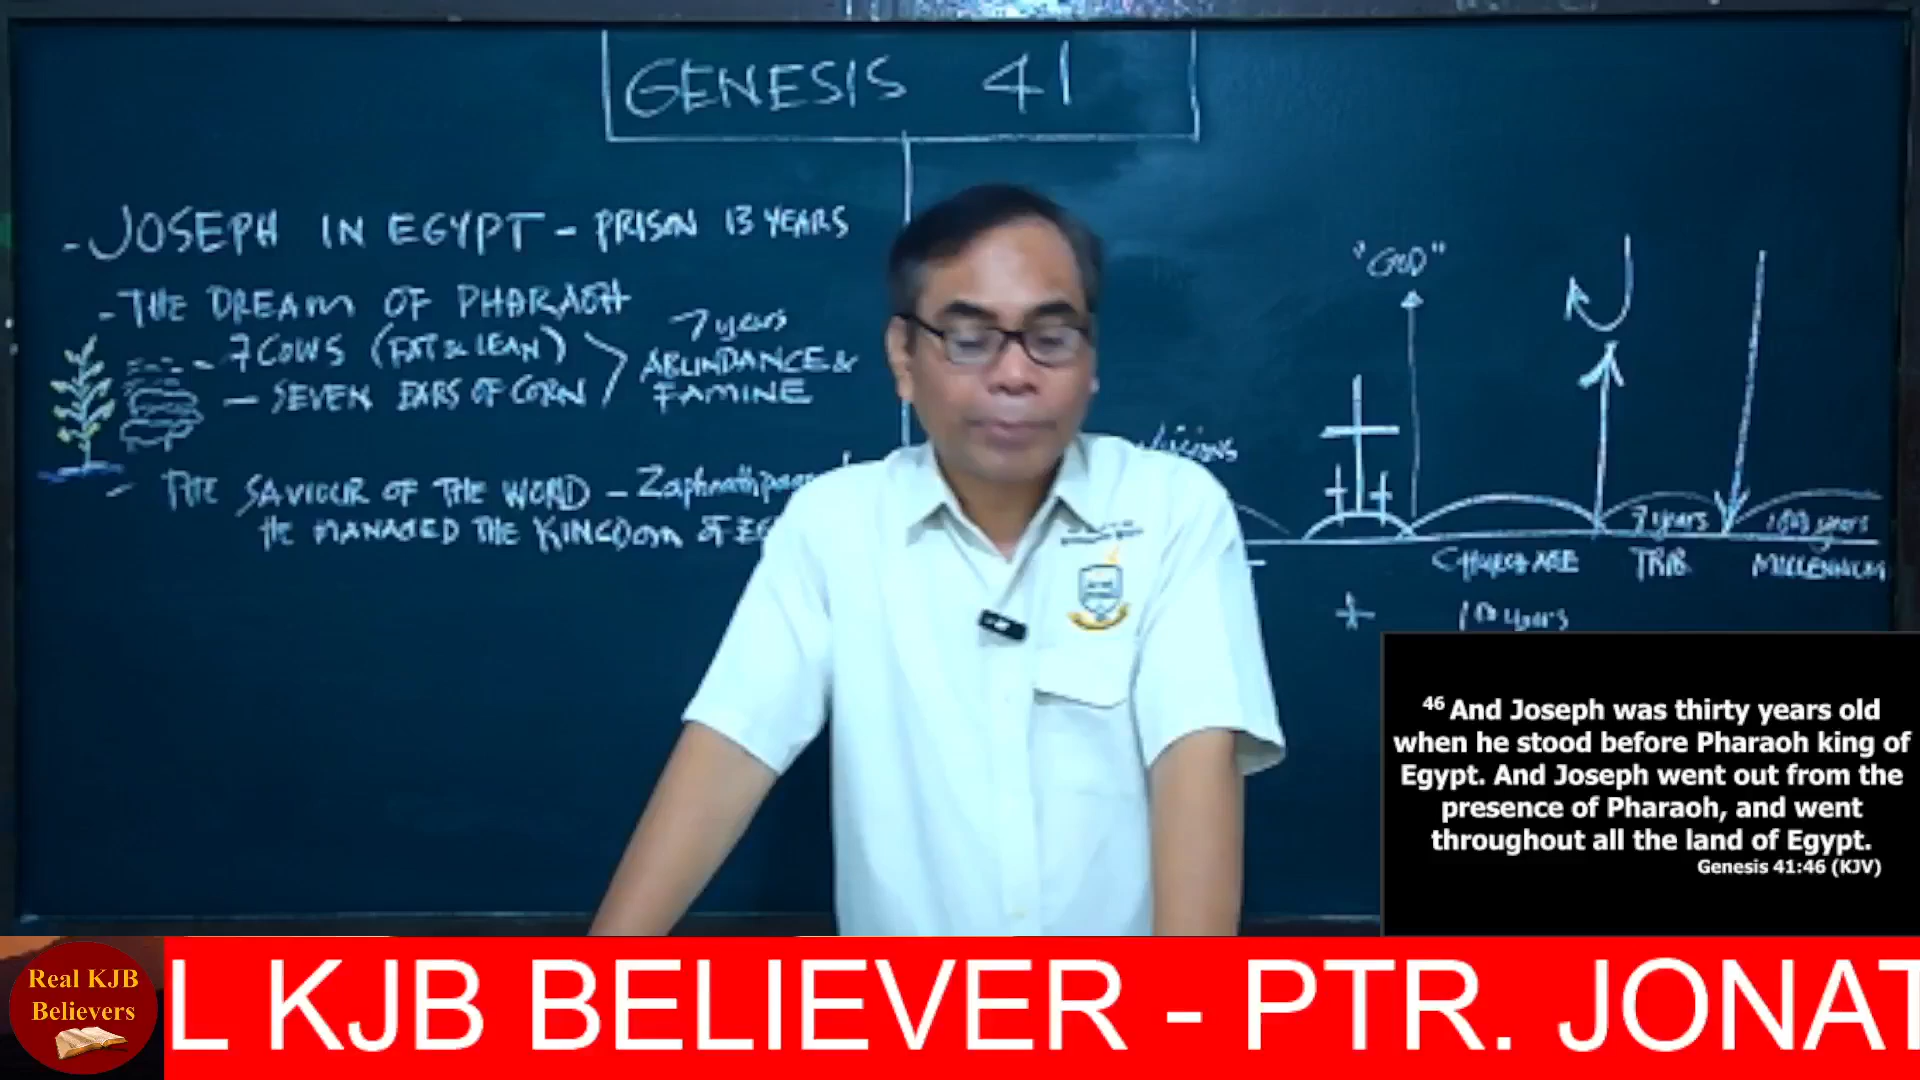 GENESIS 41
- JOSEPH IN EGYPT - PRISON 13 YEARS
- THE DREAM OF PHARAOH
- 7 COWS (FAT & LEAN)
- SEVEN EARS OF CORN
7 years
ABUNDANCE &
FAMINE
- THE SAVIOUR OF THE WORD -
HE MANAGED THE KINGDOM OF
"GOD"
7 years
years
CHURCH AGE
TRIB
MILLENNIUM
years
46 And Joseph was thirty years old
when he stood before Pharaoh king of
Egypt. And Joseph went out from the
presence of Pharaoh, and went
throughout all the land of Egypt.
Genesis 41:46 (KJV)
Real KJB
Believers
L KJB BELIEVER - PTR. JONAT